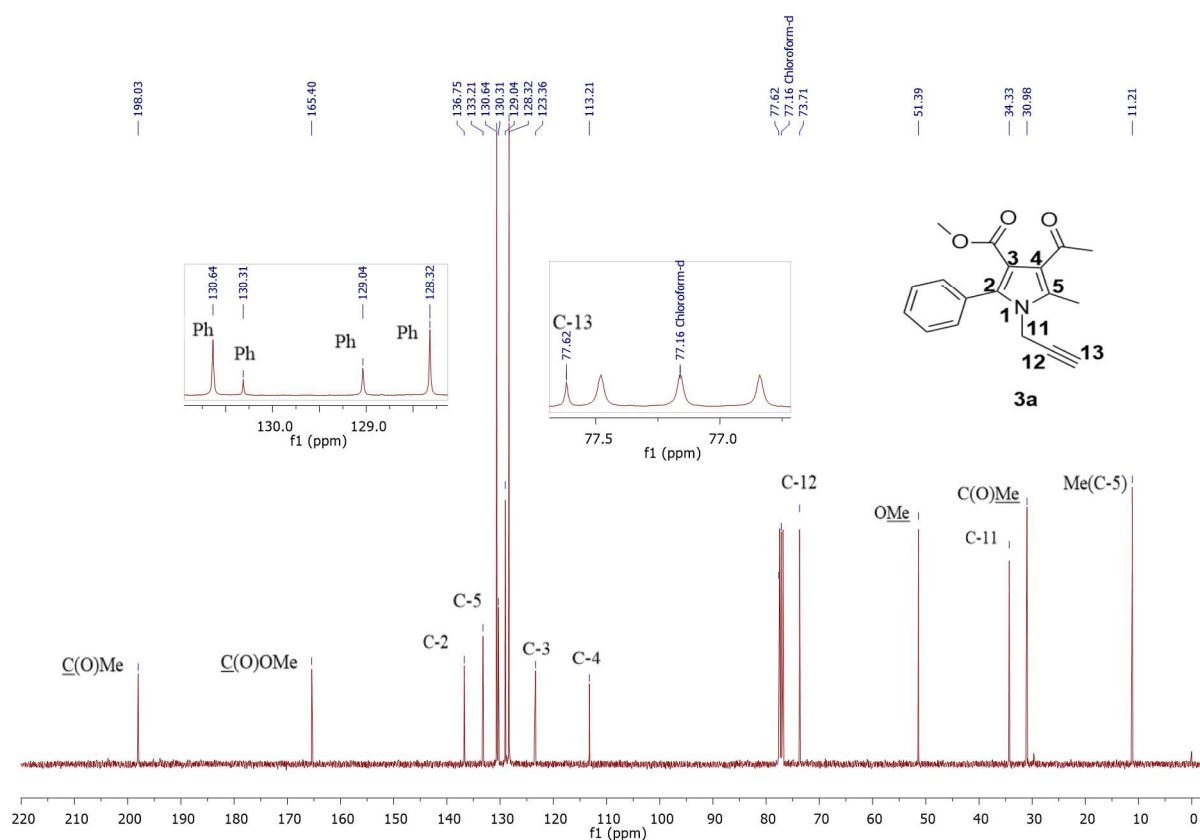 198.03
165.40
136.75
133.21
130.64
130.31
129.04
128.32
123.36
113.21
77.62
77.16 Chloroform-d
73.71
51.39
34.33
30.98
11.21
130.64
130.31
129.04
128.32
Ph
Ph
Ph
Ph
130.0 129.0
f1 (ppm)
C-13
77.62
77.16 Chloroform-d
77.5 77.0
f1 (ppm)
O O
O
3 4
2 5
1 N
11
12 13
3a
C(O)Me
C(O)OMe
C-2
C-5
C-3
C-4
C-12
OMe
C-11
C(O)Me
Me(C-5)
220 210 200 190 180 170 160 150 140 130 120 110 100 90 80 70 60 50 40 30 20 10 0
f1 (ppm)